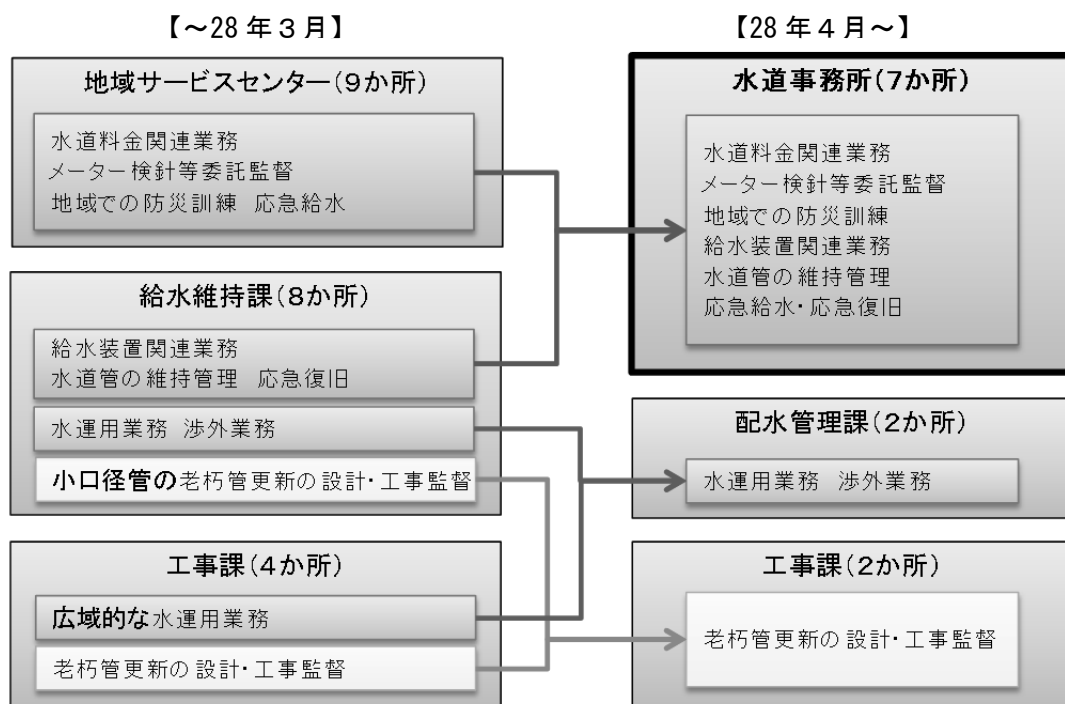 【～28年３月】
地域サービスセンター(９か所)
水道料金関連業務
メーター検針等委託監督
地域での防災訓練 応急給水
給水維持課(８か所)
給水装置関連業務
水道管の維持管理 応急復旧
水運用業務 渉外業務
小口径管の老朽管更新の設計・工事監督
工事課(４か所)
広域的な水運用業務
老朽管更新の設計・工事監督
【28年４月～】
水道事務所(７か所)
水道料金関連業務
メーター検針等委託監督
地域での防災訓練
給水装置関連業務
水道管の維持管理
応急給水・応急復旧
配水管理課(２か所)
水運用業務 渉外業務
工事課(２か所)
老朽管更新の設計・工事監督